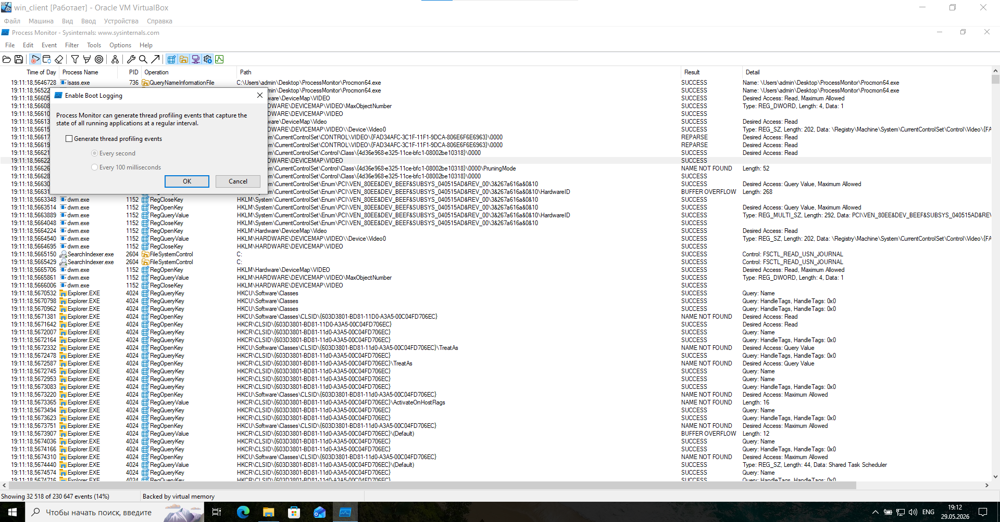 win_client [Работает] - Oracle VM VirtualBox
Файл Машина Вид Ввод Устройства Справка
Process Monitor - Sysinternals: www.sysinternals.com
File Edit Event Filter Tools Options Help
Time of Day Process Name PID Operation Path Result Detail
19:11:18,5646728 lsass.exe 736 QueryNameInformationFile C:\Users\admin\Desktop\ProcessMonitor\Procmon64.exe SUCCESS Name: \Users\admin\Desktop\ProcessMonitor\Procmon64.exe
19:11:18,5652 min\Desktop\ProcessMonitor\Procmon64.exe SUCCESS Name: \Users\admin\Desktop\ProcessMonitor\Procmon64.exe
19:11:18,5660 ware\DeviceMap\VIDEO SUCCESS Desired Access: Read, Maximum Allowed
19:11:18,5660 DWARE\DEVICEMAP\VIDEO\MaxObjectNumber SUCCESS Type: REG_DWORD, Length: 4, Data: 1
19:11:18,5661 DWARE\DEVICEMAP\VIDEO SUCCESS
19:11:18,5661 ware\DeviceMap\Video SUCCESS Desired Access: Read
19:11:18,5661 DWARE\DEVICEMAP\VIDEO\\Device\Video0 SUCCESS Type: REG_SZ, Length: 202, Data: \Registry\Machine\System\CurrentControlSet\Control\Video\{FA
19:11:18,5661 tem\CurrentControlSet\CONTROL\VIDEO\{FAD34AFC-3C1F-11F1-9DCA-806E6F6E6963}\0000 REPARSE Desired Access: Read
19:11:18,5661 tem\CurrentControlSet\CONTROL\VIDEO\{FAD34AFC-3C1F-11F1-9DCA-806E6F6E6963}\0000 REPARSE Desired Access: Read
19:11:18,5662 tem\CurrentControlSet\Control\Class\{4d36e968-e325-11ce-bfc1-08002be10318}\0000 SUCCESS Desired Access: Read
19:11:18,5662 DWARE\DEVICEMAP\VIDEO SUCCESS
19:11:18,5662 tem\CurrentControlSet\Control\Class\{4d36e968-e325-11ce-bfc1-08002be10318}\0000\PruningMode NAME NOT FOUND Length: 52
19:11:18,5662 tem\CurrentControlSet\Control\Class\{4d36e968-e325-11ce-bfc1-08002be10318}\0000 SUCCESS
19:11:18,5663 tem\CurrentControlSet\Enum\PCI\VEN_80EE&DEV_BEEF&SUBSYS_040515AD&REV_00\3&267a616a&0&10 SUCCESS Desired Access: Query Value, Maximum Allowed
19:11:18,5663 tem\CurrentControlSet\Enum\PCI\VEN_80EE&DEV_BEEF&SUBSYS_040515AD&REV_00\3&267a616a&0&10\HardwareID BUFFER OVERFLOW Length: 268
Enable Boot Logging
Process Monitor can generate thread profiling events that capture the
state of all running applications at a regular interval.
Generate thread profiling events
Every second
Every 100 milliseconds
OK Cancel
19:11:18,5663348 dwm.exe 1152 RegCloseKey HKLM\System\CurrentControlSet\Enum\PCI\VEN_80EE&DEV_BEEF&SUBSYS_040515AD&REV_00\3&267a616a&0&10 SUCCESS
19:11:18,5663514 dwm.exe 1152 RegOpenKey HKLM\System\CurrentControlSet\Enum\PCI\VEN_80EE&DEV_BEEF&SUBSYS_040515AD&REV_00\3&267a616a&0&10 SUCCESS Desired Access: Query Value, Maximum Allowed
19:11:18,5663889 dwm.exe 1152 RegQueryValue HKLM\System\CurrentControlSet\Enum\PCI\VEN_80EE&DEV_BEEF&SUBSYS_040515AD&REV_00\3&267a616a&0&10\HardwareID SUCCESS Type: REG_MULTI_SZ, Length: 292, Data: PCI\VEN_80EE&DEV_BEEF&SUBSYS_040515AD&REV
19:11:18,5664048 dwm.exe 1152 RegCloseKey HKLM\System\CurrentControlSet\Enum\PCI\VEN_80EE&DEV_BEEF&SUBSYS_040515AD&REV_00\3&267a616a&0&10 SUCCESS
19:11:18,5664224 dwm.exe 1152 RegOpenKey HKLM\Hardware\DeviceMap\Video SUCCESS Desired Access: Read
19:11:18,5664540 dwm.exe 1152 RegQueryValue HKLM\HARDWARE\DEVICEMAP\VIDEO\\Device\Video0 SUCCESS Type: REG_SZ, Length: 202, Data: \Registry\Machine\System\CurrentControlSet\Control\Video\{FA
19:11:18,5664695 dwm.exe 1152 RegCloseKey HKLM\HARDWARE\DEVICEMAP\VIDEO SUCCESS
19:11:18,5665150 SearchIndexer.exe 2604 FileSystemControl C: SUCCESS Control: FSCTL_READ_USN_JOURNAL
19:11:18,5665429 SearchIndexer.exe 2604 FileSystemControl C: SUCCESS Control: FSCTL_READ_USN_JOURNAL
19:11:18,5665706 dwm.exe 1152 RegOpenKey HKLM\Hardware\DeviceMap\VIDEO SUCCESS Desired Access: Read, Maximum Allowed
19:11:18,5665861 dwm.exe 1152 RegQueryValue HKLM\HARDWARE\DEVICEMAP\VIDEO\MaxObjectNumber SUCCESS Type: REG_DWORD, Length: 4, Data: 1
19:11:18,5666006 dwm.exe 1152 RegCloseKey HKLM\HARDWARE\DEVICEMAP\VIDEO SUCCESS
19:11:18,5670532 Explorer.EXE 4024 RegQueryKey HKCU\Software\Classes SUCCESS Query: Name
19:11:18,5670798 Explorer.EXE 4024 RegQueryKey HKCU\Software\Classes SUCCESS Query: HandleTags, HandleTags: 0x0
19:11:18,5670962 Explorer.EXE 4024 RegQueryKey HKCU\Software\Classes SUCCESS Query: HandleTags, HandleTags: 0x0
19:11:18,5671381 Explorer.EXE 4024 RegOpenKey HKCU\Software\Classes\CLSID\{603D3801-BD81-11D0-A3A5-00C04FD706EC} NAME NOT FOUND Desired Access: Read
19:11:18,5671642 Explorer.EXE 4024 RegOpenKey HKCR\CLSID\{603D3801-BD81-11D0-A3A5-00C04FD706EC} SUCCESS Desired Access: Read
19:11:18,5672007 Explorer.EXE 4024 RegQueryKey HKCR\CLSID\{603D3801-BD81-11d0-A3A5-00C04FD706EC} SUCCESS Query: Name
19:11:18,5672164 Explorer.EXE 4024 RegQueryKey HKCR\CLSID\{603D3801-BD81-11d0-A3A5-00C04FD706EC} SUCCESS Query: HandleTags, HandleTags: 0x0
19:11:18,5672332 Explorer.EXE 4024 RegOpenKey HKCU\Software\Classes\CLSID\{603D3801-BD81-11d0-A3A5-00C04FD706EC}\TreatAs NAME NOT FOUND Desired Access: Query Value
19:11:18,5672478 Explorer.EXE 4024 RegQueryKey HKCR\CLSID\{603D3801-BD81-11d0-A3A5-00C04FD706EC} SUCCESS Query: HandleTags, HandleTags: 0x0
19:11:18,5672587 Explorer.EXE 4024 RegOpenKey HKCR\CLSID\{603D3801-BD81-11d0-A3A5-00C04FD706EC}\TreatAs NAME NOT FOUND Desired Access: Query Value
19:11:18,5672745 Explorer.EXE 4024 RegQueryKey HKCR\CLSID\{603D3801-BD81-11d0-A3A5-00C04FD706EC} SUCCESS Query: Name
19:11:18,5672953 Explorer.EXE 4024 RegQueryKey HKCR\CLSID\{603D3801-BD81-11d0-A3A5-00C04FD706EC} SUCCESS Query: Name
19:11:18,5673083 Explorer.EXE 4024 RegQueryKey HKCR\CLSID\{603D3801-BD81-11d0-A3A5-00C04FD706EC} SUCCESS Query: HandleTags, HandleTags: 0x0
19:11:18,5673220 Explorer.EXE 4024 RegOpenKey HKCU\Software\Classes\CLSID\{603D3801-BD81-11d0-A3A5-00C04FD706EC} NAME NOT FOUND Desired Access: Maximum Allowed
19:11:18,5673365 Explorer.EXE 4024 RegQueryValue HKCR\CLSID\{603D3801-BD81-11d0-A3A5-00C04FD706EC}\ActivateOnHostFlags NAME NOT FOUND Length: 16
19:11:18,5673494 Explorer.EXE 4024 RegQueryKey HKCR\CLSID\{603D3801-BD81-11d0-A3A5-00C04FD706EC} SUCCESS Query: Name
19:11:18,5673623 Explorer.EXE 4024 RegQueryKey HKCR\CLSID\{603D3801-BD81-11d0-A3A5-00C04FD706EC} SUCCESS Query: HandleTags, HandleTags: 0x0
19:11:18,5673751 Explorer.EXE 4024 RegOpenKey HKCU\Software\Classes\CLSID\{603D3801-BD81-11d0-A3A5-00C04FD706EC} NAME NOT FOUND Desired Access: Maximum Allowed
19:11:18,5673907 Explorer.EXE 4024 RegQueryValue HKCR\CLSID\{603D3801-BD81-11d0-A3A5-00C04FD706EC}\(Default) BUFFER OVERFLOW Length: 12
19:11:18,5674036 Explorer.EXE 4024 RegQueryKey HKCR\CLSID\{603D3801-BD81-11d0-A3A5-00C04FD706EC} SUCCESS Query: Name
19:11:18,5674166 Explorer.EXE 4024 RegQueryKey HKCR\CLSID\{603D3801-BD81-11d0-A3A5-00C04FD706EC} SUCCESS Query: HandleTags, HandleTags: 0x0
19:11:18,5674310 Explorer.EXE 4024 RegOpenKey HKCU\Software\Classes\CLSID\{603D3801-BD81-11d0-A3A5-00C04FD706EC} NAME NOT FOUND Desired Access: Maximum Allowed
19:11:18,5674440 Explorer.EXE 4024 RegQueryValue HKCR\CLSID\{603D3801-BD81-11d0-A3A5-00C04FD706EC}\(Default) SUCCESS Type: REG_SZ, Length: 44, Data: Shared Task Scheduler
19:11:18,5674574 Explorer.EXE 4024 RegQueryKey HKCR\CLSID\{603D3801-BD81-11d0-A3A5-00C04FD706EC} SUCCESS Query: Name
19:11:18,5674716 Explorer.EXE 4024 RegQueryKey HKCR\CLSID\{603D3801-BD81-11d0-A3A5-00C04FD706EC} SUCCESS Query: HandleTags, HandleTags: 0x0
Showing 32 518 of 230 647 events (14%) Backed by virtual memory
Чтобы начать поиск, введите
ENG
19:12
29.05.2026